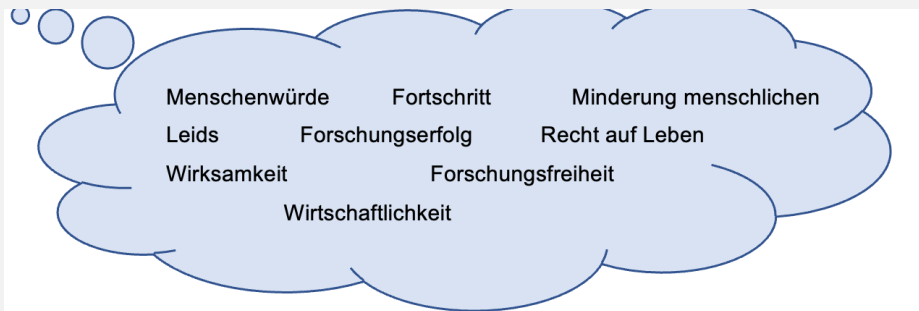 Menschenwürde Fortschritt Minderung menschlichen
Leids Forschungserfolg Recht auf Leben
Wirksamkeit Forschungsfreiheit
Wirtschaftlichkeit